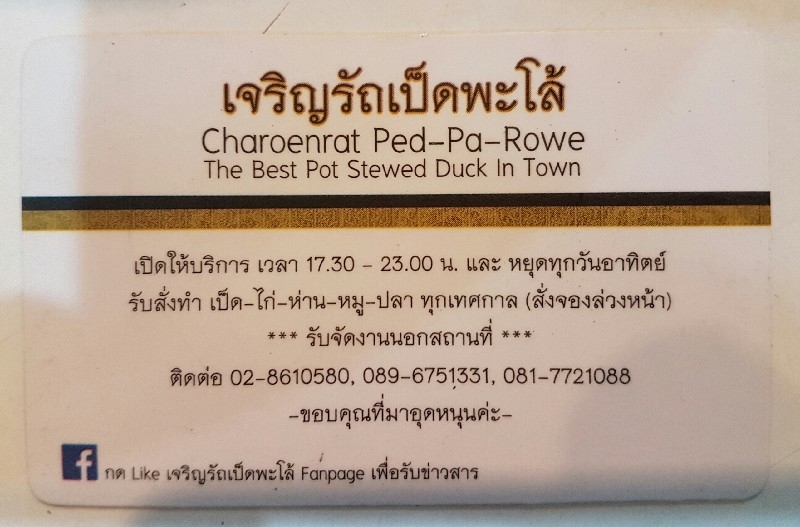 เจริญรัถเป็ดพะโล้
Charoenrat Ped-Pa-Rowe
The Best Pot Stewed Duck In Town
เปิดให้บริการ เวลา 17.30 - 23.00 น. และ หยุดทุกวันอาทิตย์
รับสั่งทำ เป็ด-ไก่-ห่าน-หมู-ปลา ทุกเทศกาล (สั่งจองล่วงหน้า)
*** รับจัดงานนอกสถานที่ ***
ติดต่อ 02-8610580, 089-6751331, 081-7721088
-ขอบคุณที่มาอุดหนุนค่ะ-
f กด Like เจริญรัถเป็ดพะโล้ Fanpage เพื่อรับข่าวสาร